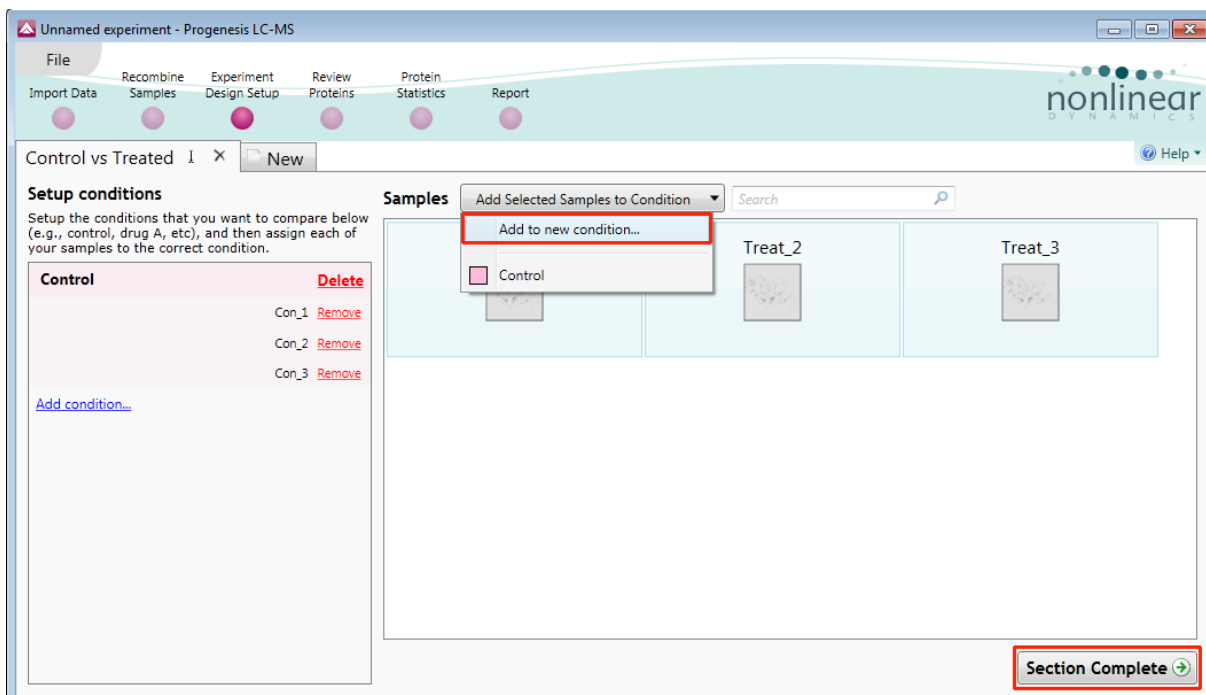 Unnamed experiment - Progenesis LC-MS
File
Import Data
Recombine
Samples
Experiment
Design Setup
Review
Proteins
Protein
Statistics
Report
nonlinear
DYNAMICS
Control vs Treated
New
Help
Setup conditions
Setup the conditions that you want to compare below
(e.g., control, drug A, etc), and then assign each of
your samples to the correct condition.
Control Delete
Con_1 Remove
Con_2 Remove
Con_3 Remove
Add condition...
Samples Add Selected Samples to Condition Search
Add to new condition...
Control
Treat_2
Treat_3
Section Complete